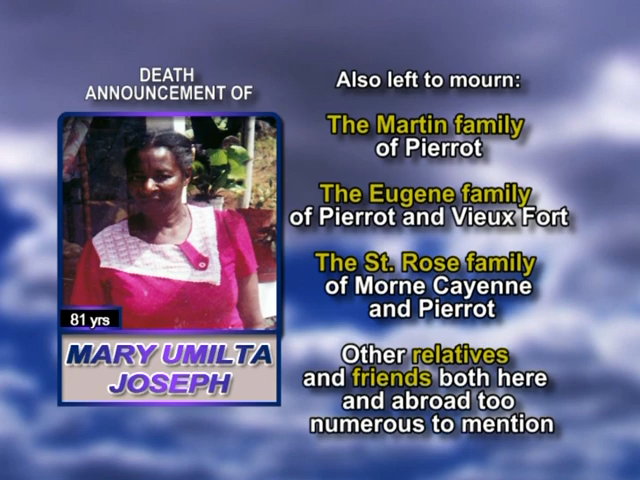 DEATH
ANNOUNCEMENT OF
81 yrs
MARY UMILTA
JOSEPH
Also left to mourn:
The Martin family
of Pierrot
The Eugene family
of Pierrot and Vieux Fort
The St. Rose family
of Morne Cayenne
and Pierrot
Other relatives
and friends both here
and abroad too
numerous to mention